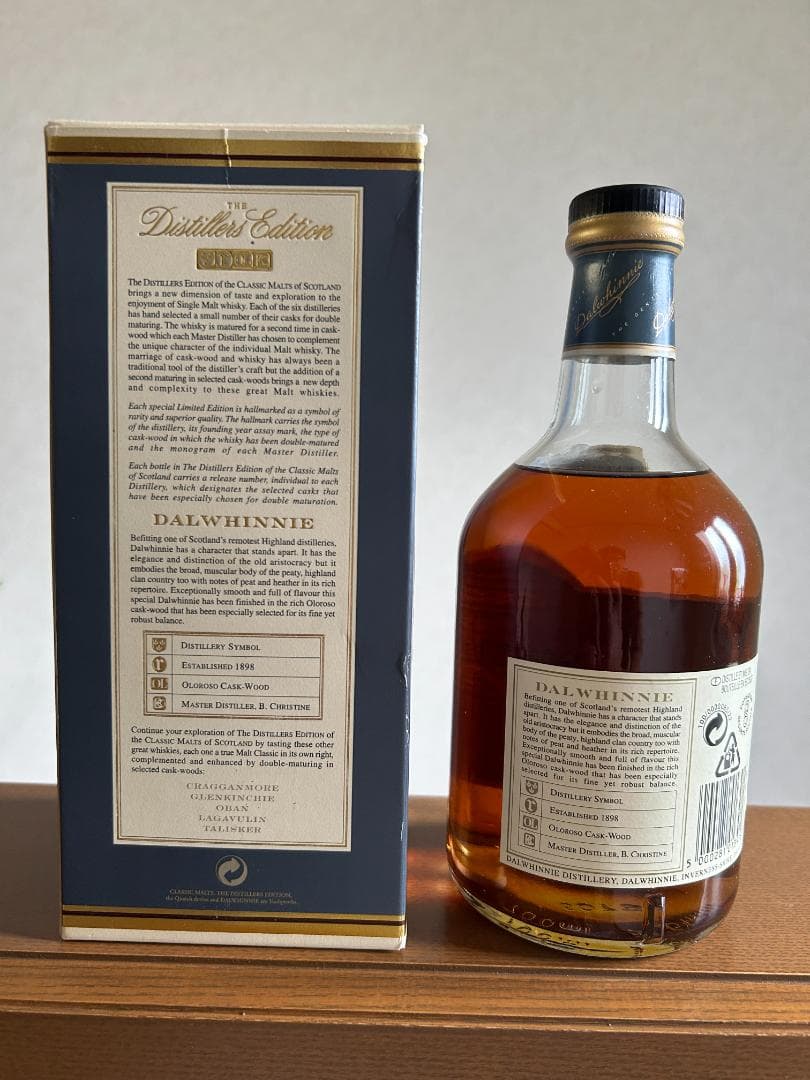 THE
Distillers Edition
The DISTILLERS EDITION of the CLASSIC MALTS OF SCOTLAND
brings a new dimension of taste and exploration to the
enjoyment of Single Malt whisky. Each of the six distilleries
has hand selected a small number of their casks for double
maturing. The whisky is matured for a second time in cask-
wood which each Master Distiller has chosen to complement
the unique character of the individual Malt whisky. The
marriage of cask-wood and whisky has always been a
traditional tool of the distiller's craft but the addition of a
second maturing in selected cask-woods brings a new depth
and complexity to these great Malt whiskies.
Each special Limited Edition is hallmarked as a symbol of
rarity and superior quality. The hallmark carries the symbol
of the distillery, its founding year assay mark, the type of
cask-wood in which the whisky has been double-matured
and the monogram of each Master Distiller.
Each bottle in The Distillers Edition of the Classic Malts
of Scotland carries a release number, individual to each
Distillery, which designates the selected casks that
have been especially chosen for double maturation.
DALWHINNIE
Befitting one of Scotland's remotest Highland distilleries,
Dalwhinnie has a character that stands apart. It has the
elegance and distinction of the old aristocracy but it
embodies the broad, muscular body of the peaty, highland
clan country too with notes of peat and heather in its rich
repertoire. Exceptionally smooth and full of flavour this
special Dalwhinnie has been finished in the rich Oloroso
cask-wood that has been especially selected for its fine yet
robust balance.
DISTILLERY SYMBOL
ESTABLISHED 1898
OL OLOROSO CASK-WOOD
MASTER DISTILLER, B. CHRISTINE
Continue your exploration of The DISTILLERS EDITION of
the CLASSIC MALTS OF SCOTLAND by tasting these other
great whiskies, each one a true Malt Classic in its own right,
complemented and enhanced by double-maturing in
selected cask-woods:
CRAGGANMORE
GLENKINCHIE
OBAN
LAGAVULIN
TALISKER
CLASSIC MALTS, THE DISTILLERS EDITION,
the Quaich device and DALWHINNIE are Trademarks.
Dalwhinnie
DALWHINNIE
Befitting one of Scotland's remotest Highland
distilleries, Dalwhinnie has a character that stands
apart. It has the elegance and distinction of the
old aristocracy but it embodies the broad, muscular
body of the peaty, highland clan country too with
notes of peat and heather in its rich repertoire.
Exceptionally smooth and full of flavour this
special Dalwhinnie has been finished in the rich
Oloroso cask-wood that has been especially
selected for its fine yet robust balance.
DISTILLERY SYMBOL
ESTABLISHED 1898
OL OLOROSO CASK-WOOD
MASTER DISTILLER, B. CHRISTINE
DALWHINNIE DISTILLERY, DALWHINNIE, INVERNESS-SHIRE